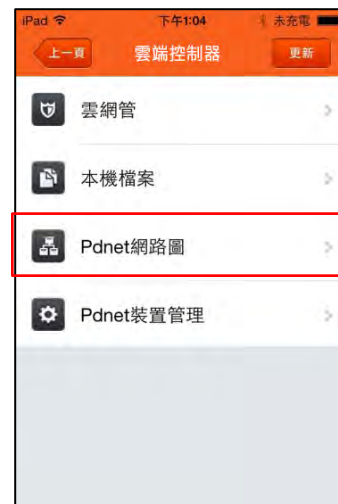 iPad 下午1:04 未充電
上一頁 雲端控制器 更新
雲網管
本機檔案
Pdnet網路圖
Pdnet裝置管理